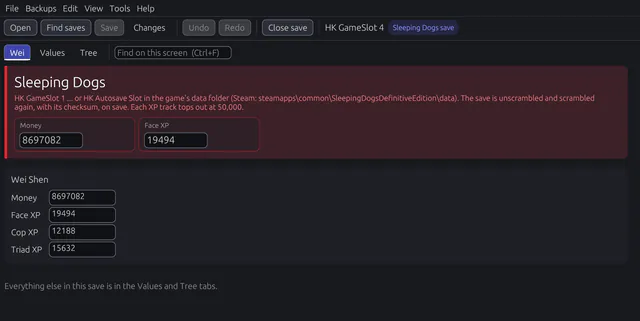 File Backups Edit View Tools Help
Open Find saves Save Changes Undo Redo Close save HK GameSlot 4 Sleeping Dogs save
Wei Values Tree Find on this screen (Ctrl+F)
Sleeping Dogs
HK GameSlot 1 ... or HK Autosave Slot in the game's data folder (Steam: steamapps\common\SleepingDogsDefinitiveEdition\data). The save is unscrambled and scrambled
again, with its checksum, on save. Each XP track tops out at 50,000.
Money Face XP
8697082 19494
Wei Shen
Money 8697082
Face XP 19494
Cop XP 12188
Triad XP 15632
Everything else in this save is in the Values and Tree tabs.